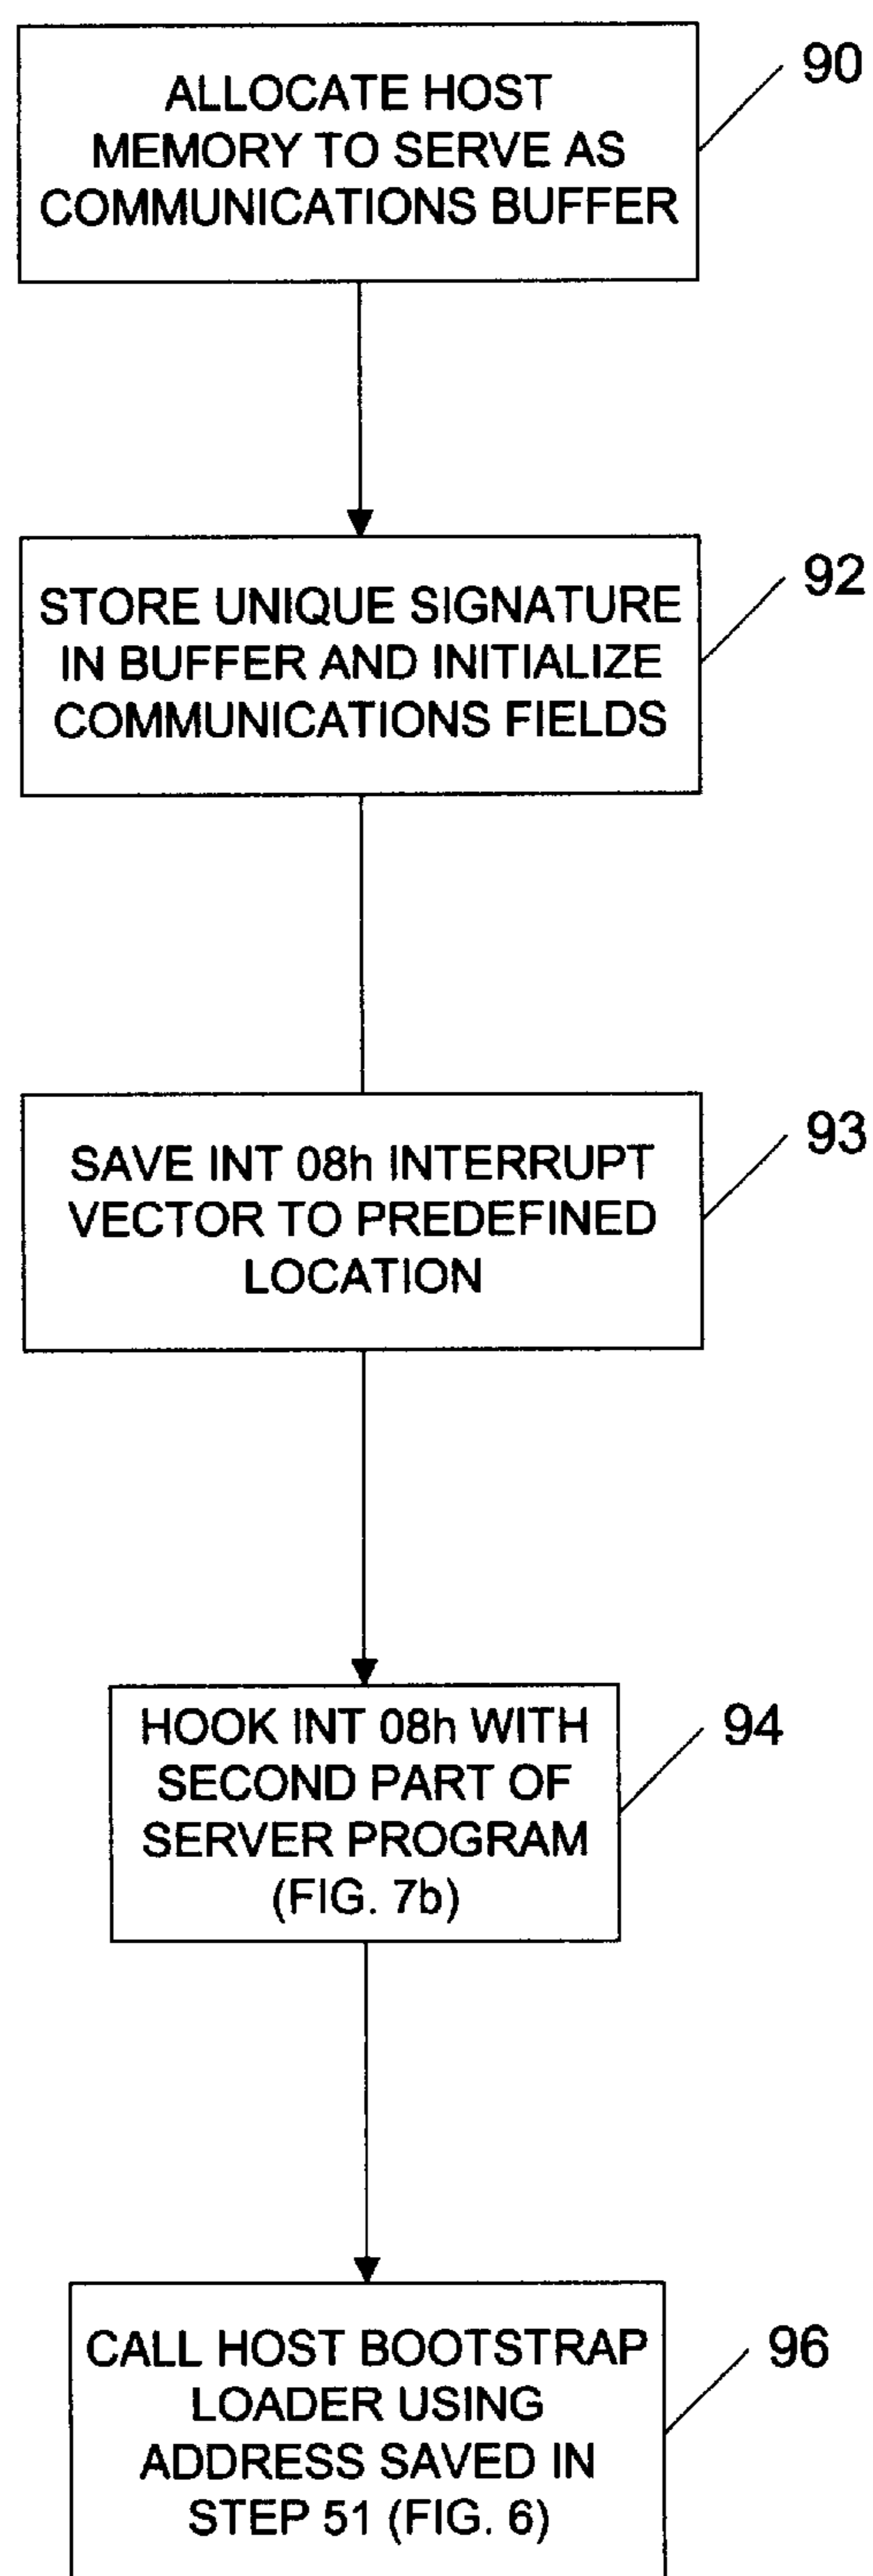 ALLOCATE HOST
MEMORY TO SERVE AS
COMMUNICATIONS BUFFER
90
STORE UNIQUE SIGNATURE
IN BUFFER AND INITIALIZE
COMMUNICATIONS FIELDS
92
SAVE INT 08h INTERRUPT
VECTOR TO PREDEFINED
LOCATION
93
HOOK INT 08h WITH
SECOND PART OF
SERVER PROGRAM
(FIG. 7b)
94
CALL HOST BOOTSTRAP
LOADER USING
ADDRESS SAVED IN
STEP 51 (FIG. 6)
96